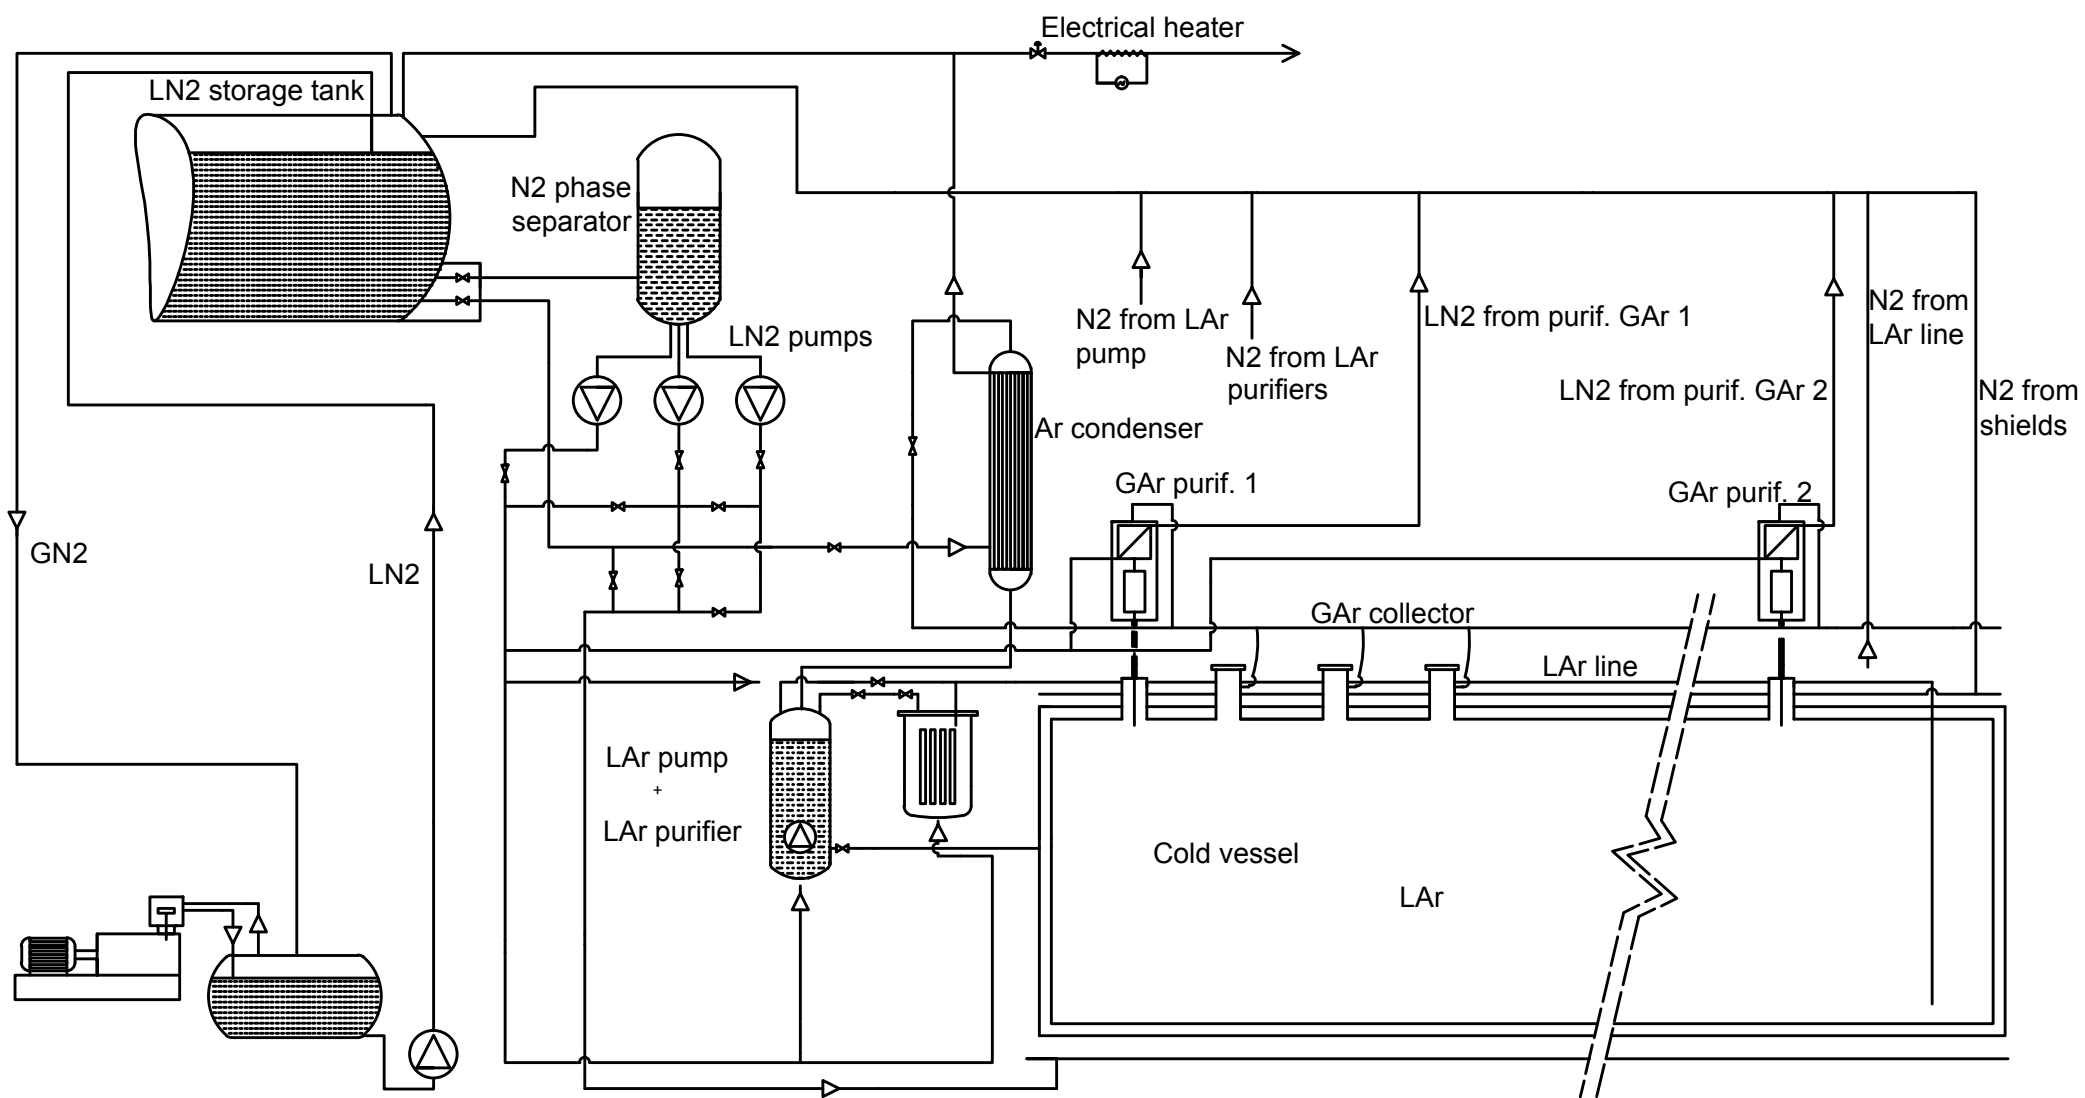 Electrical heater
LN2 storage tank
N2 phase
separator
LN2 pumps
N2 from LAr
pump
N2 from LAr
purifiers
LN2 from purif. GAr 1
N2 from
LAr line
LN2 from purif. GAr 2
N2 from
shields
Ar condenser
GAr purif. 1
GAr purif. 2
GN2
LN2
GAr collector
LAr line
LAr pump
+
LAr purifier
Cold vessel
LAr